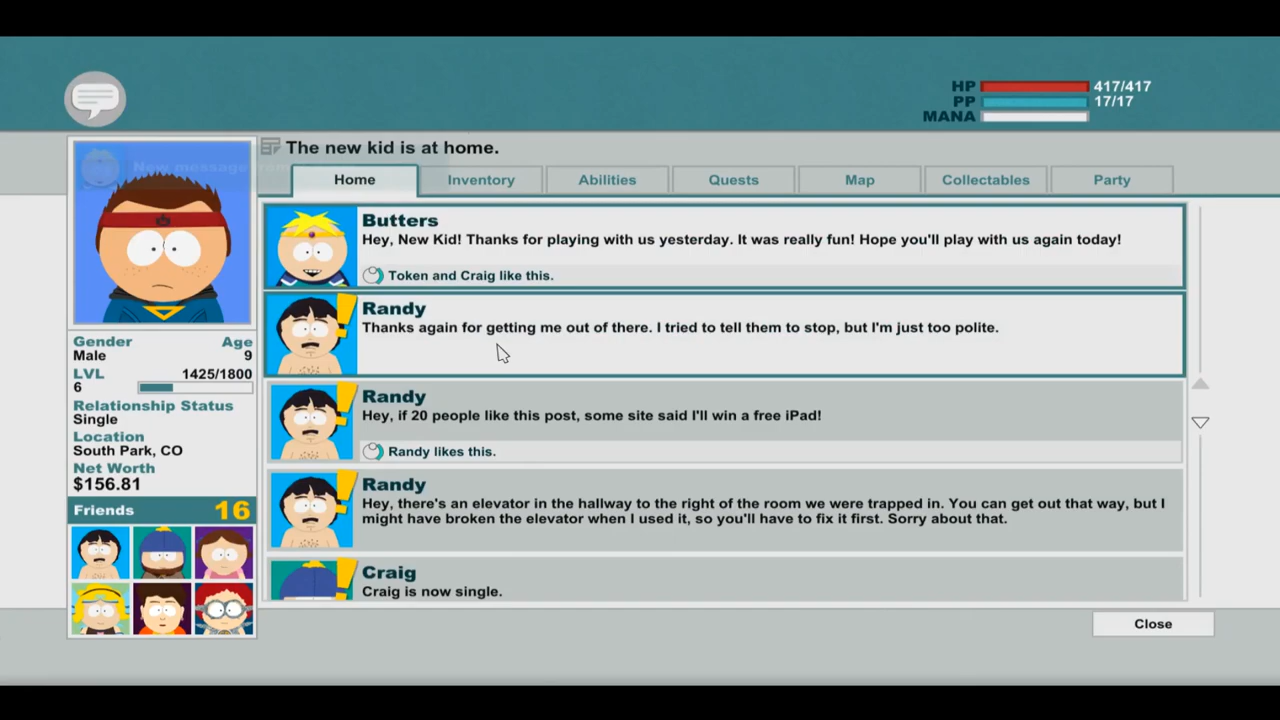 HP 417/417
PP 17/17
MANA
The new kid is at home.
New message from
Home
Inventory
Abilities
Quests
Map
Collectables
Party
Gender
Age
Male
9
LVL
1425/1800
6
Relationship Status
Single
Location
South Park, CO
Net Worth
$156.81
Friends 16
Butters
Hey, New Kid! Thanks for playing with us yesterday. It was really fun! Hope you'll play with us again today!
Token and Craig like this.
Randy
Thanks again for getting me out of there. I tried to tell them to stop, but I'm just too polite.
Randy
Hey, if 20 people like this post, some site said I'll win a free iPad!
Randy likes this.
Randy
Hey, there's an elevator in the hallway to the right of the room we were trapped in. You can get out that way, but I
might have broken the elevator when I used it, so you'll have to fix it first. Sorry about that.
Craig
Craig is now single.
Close